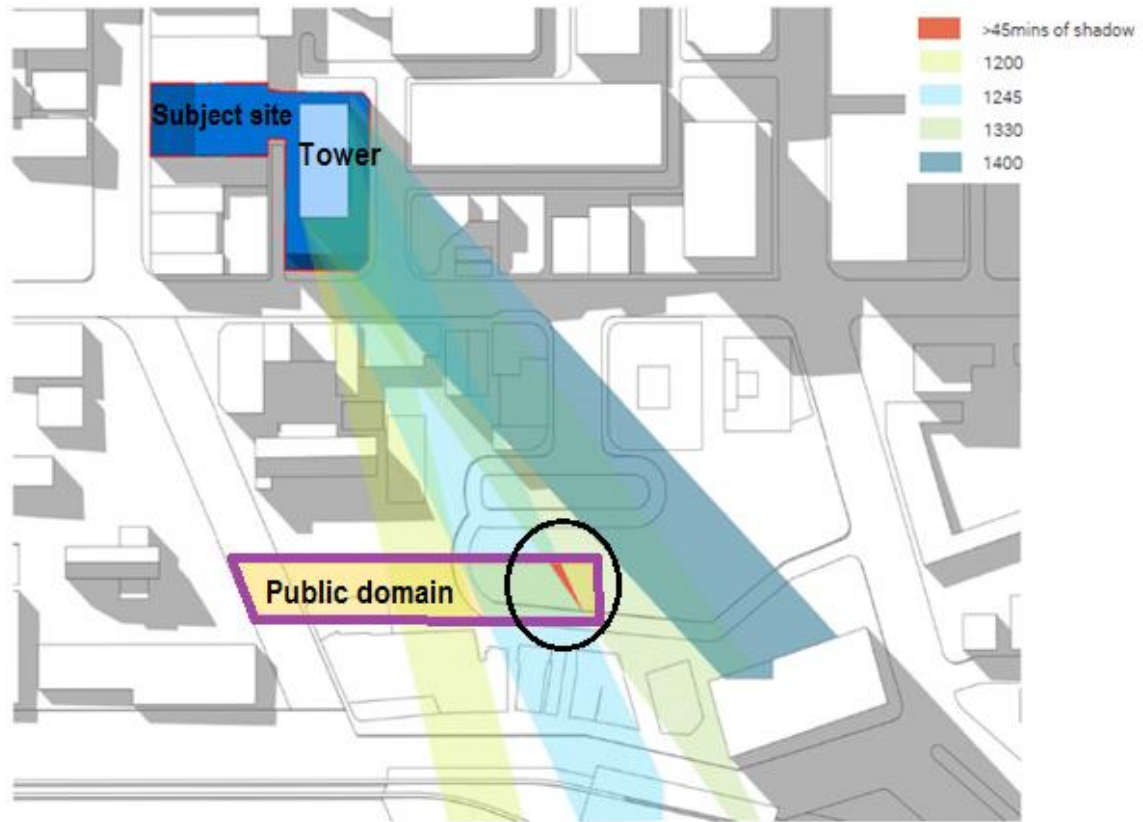 >45mins of shadow
1200
1245
1330
1400
Subject site
Tower
Public domain